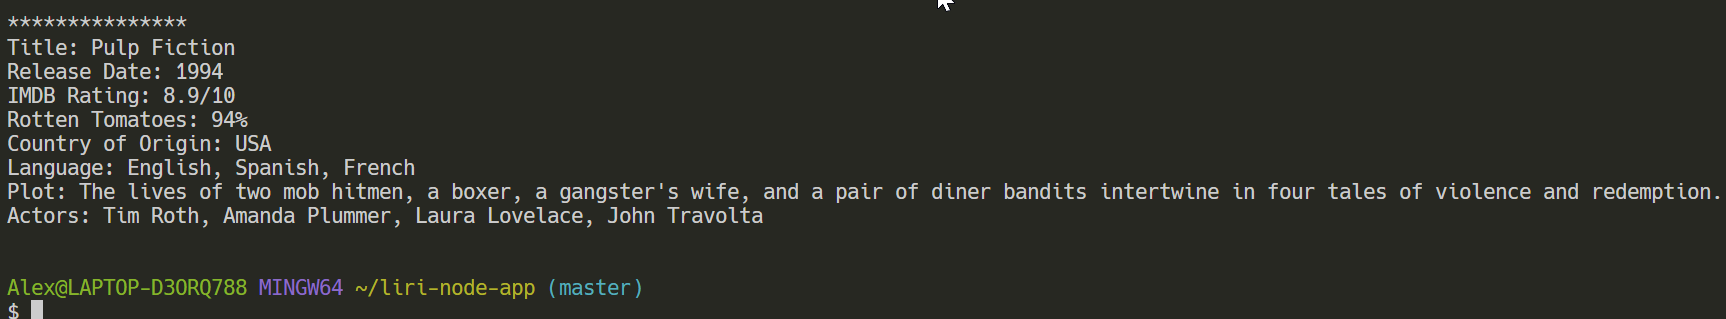 ***************
Title: Pulp Fiction
Release Date: 1994
IMDB Rating: 8.9/10
Rotten Tomatoes: 94%
Country of Origin: USA
Language: English, Spanish, French
Plot: The lives of two mob hitmen, a boxer, a gangster's wife, and a pair of diner bandits intertwine in four tales of violence and redemption.
Actors: Tim Roth, Amanda Plummer, Laura Lovelace, John Travolta
Alex@LAPTOP-D3ORQ788 MINGW64 ~/liri-node-app (master)
$